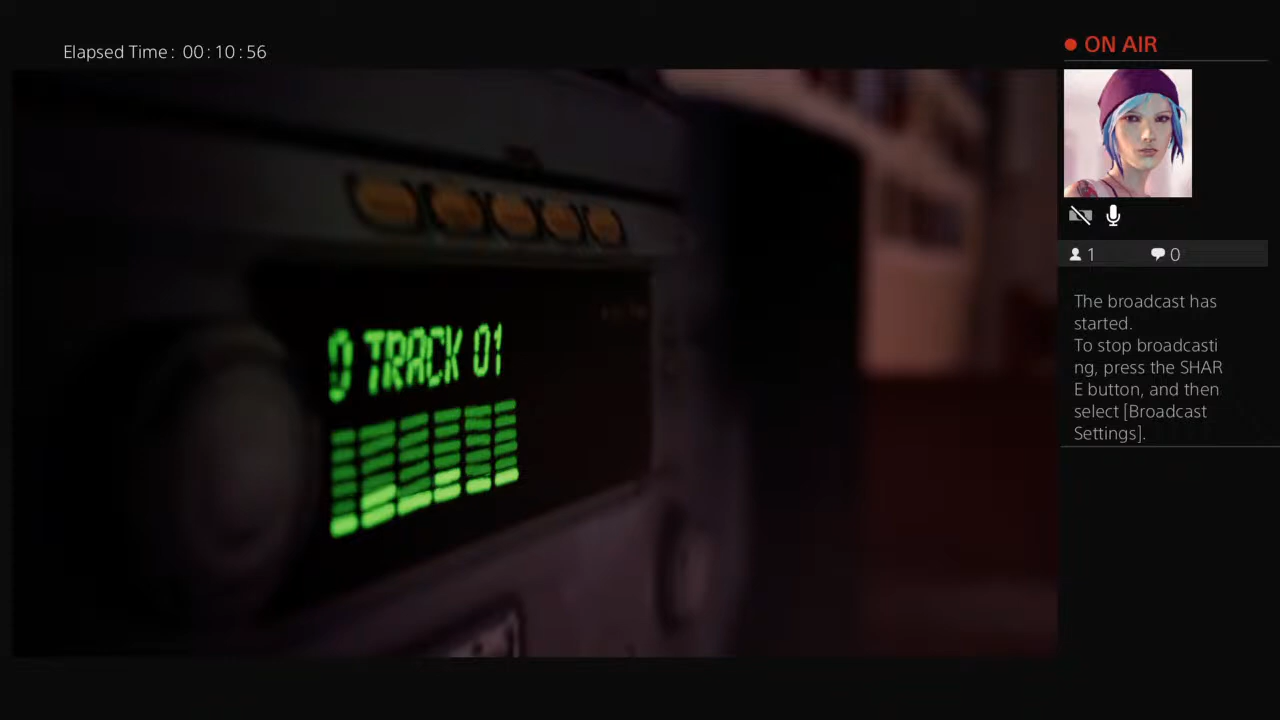 Elapsed Time: 00:10:56
ON AIR
1
0
The broadcast has
started.
To stop broadcasti
ng, press the SHAR
E button, and then
select [Broadcast
Settings].
0 TRACK 01